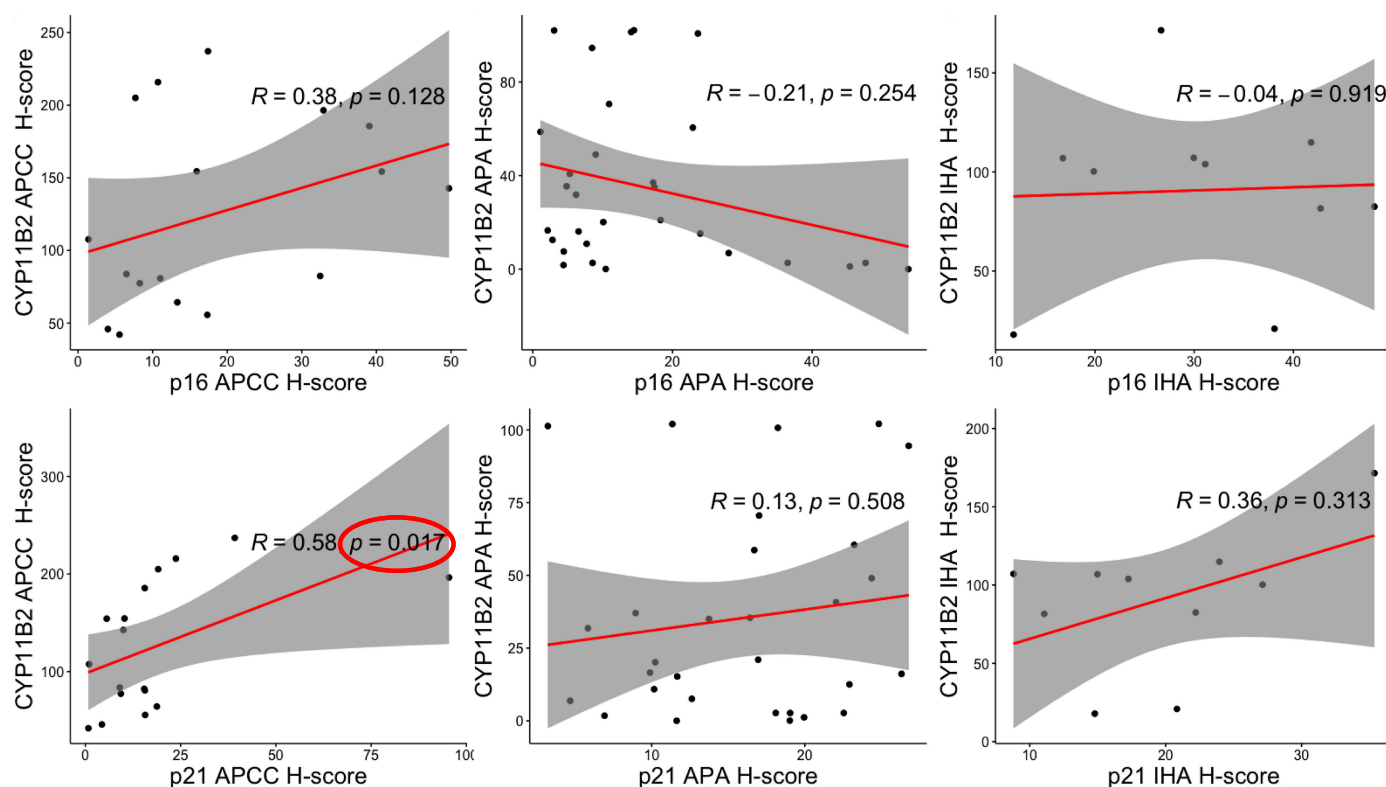 CYP11B2 APCC H-score
250
200
150
100
50
R = 0.38, p = 0.128
0 10 20 30 40 50
p16 APCC H-score
CYP11B2 APA H-score
80
40
0
R = −0.21, p = 0.254
0 20 40
p16 APA H-score
CYP11B2 IHA H-score
150
100
50
R = −0.04, p = 0.919
10 20 30 40
p16 IHA H-score
CYP11B2 APCC H-score
300
200
100
R = 0.58, p = 0.017
0 25 50 75 100
p21 APCC H-score
CYP11B2 APA H-score
100
75
50
25
0
R = 0.13, p = 0.508
10 20
p21 APA H-score
CYP11B2 IHA H-score
200
150
100
50
0
R = 0.36, p = 0.313
10 20 30
p21 IHA H-score